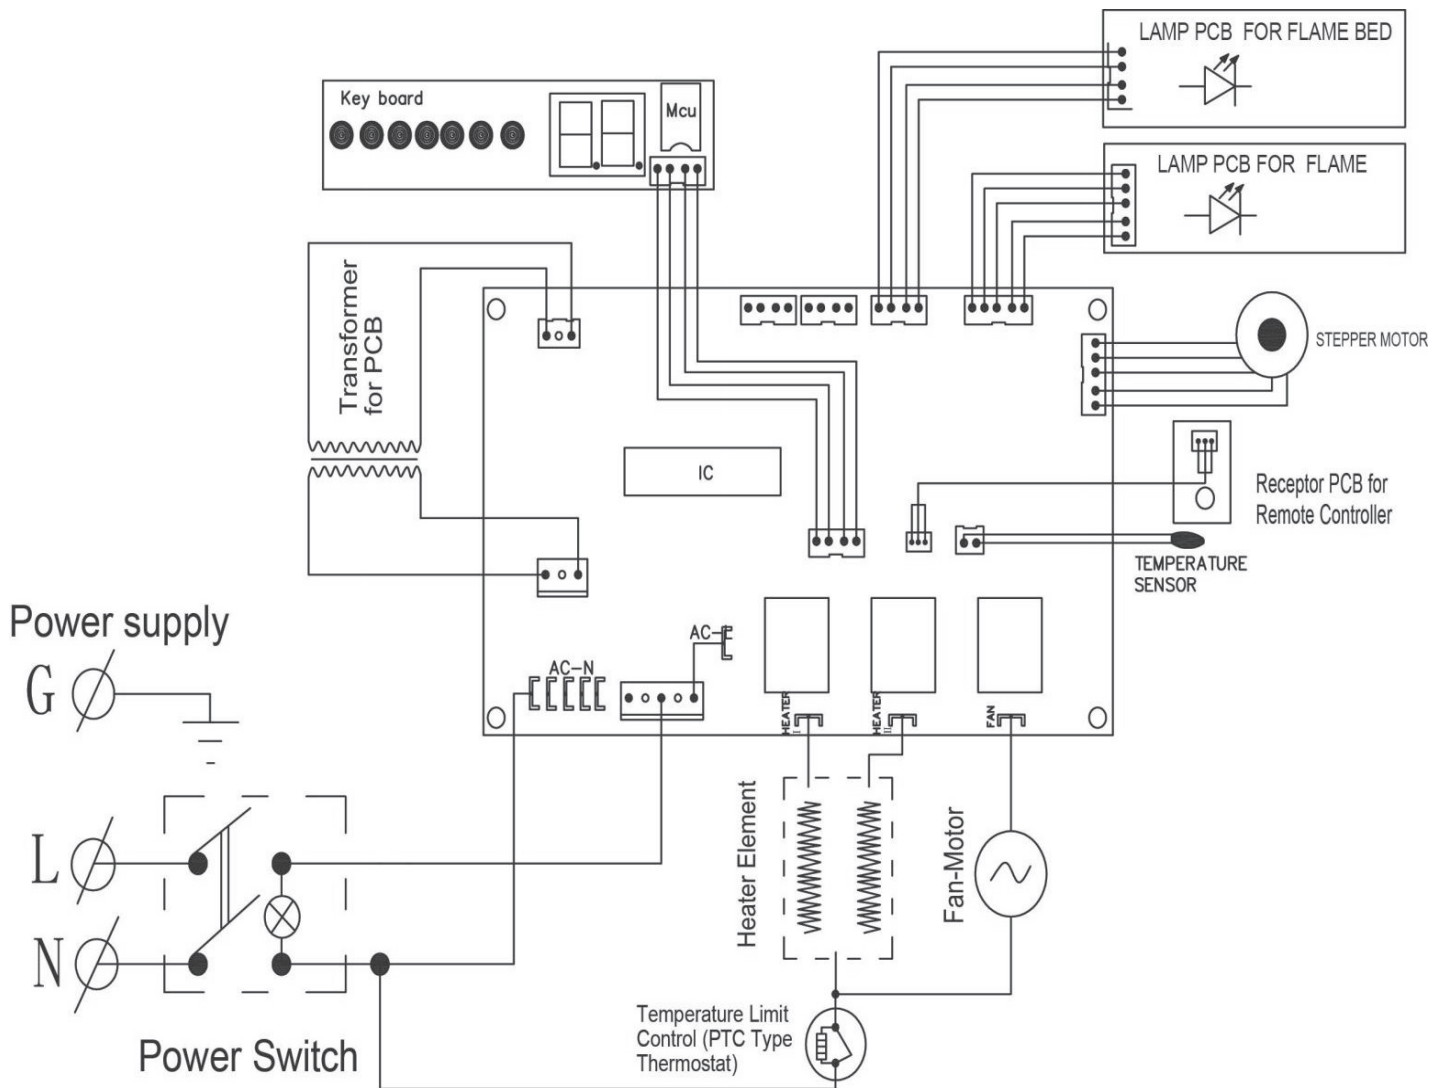 LAMP PCB FOR FLAME BED
Key board
Mcu
LAMP PCB FOR FLAME
Transformer
for PCB
STEPPER MOTOR
IC
Receptor PCB for
Remote Controller
TEMPERATURE
SENSOR
Power supply
G
AC-N
AC-L
HEATER
I
HEATER
II
FAN
L
N
Heater Element
Fan-Motor
Power Switch
Temperature Limit
Control (PTC Type
Thermostat)